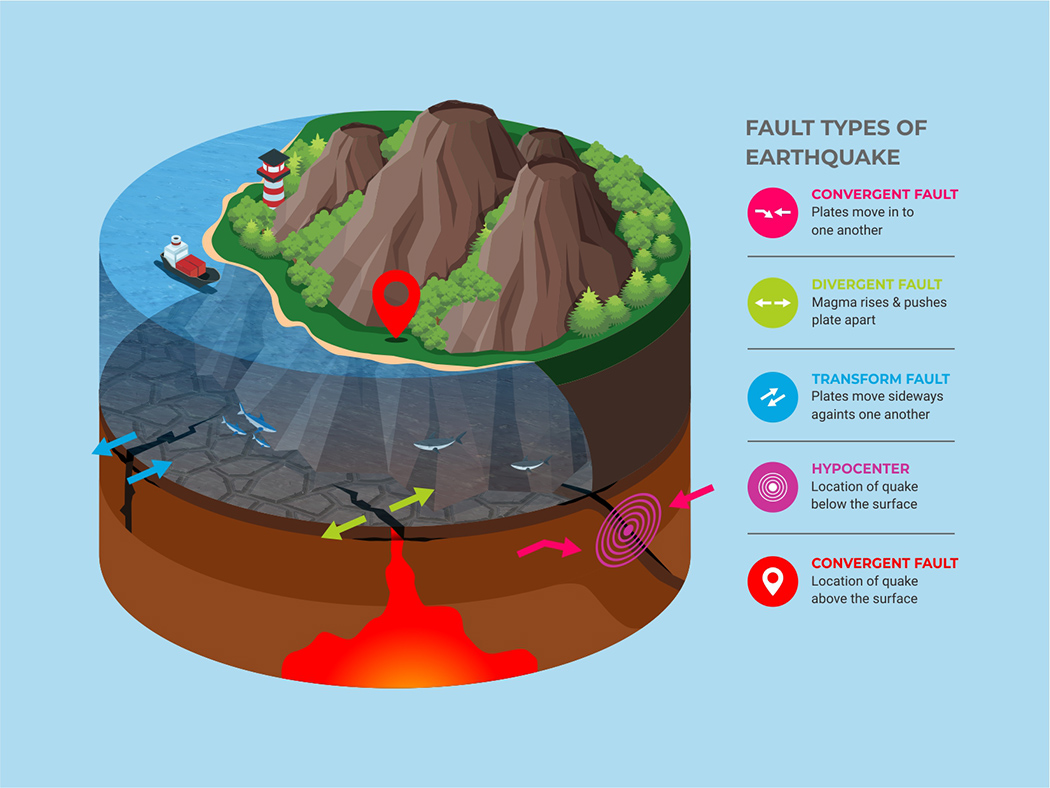 FAULT TYPES OF
EARTHQUAKE
CONVERGENT FAULT
Plates move in to
one another
DIVERGENT FAULT
Magma rises & pushes
plate apart
TRANSFORM FAULT
Plates move sideways
againts one another
HYPOCENTER
Location of quake
below the surface
CONVERGENT FAULT
Location of quake
above the surface